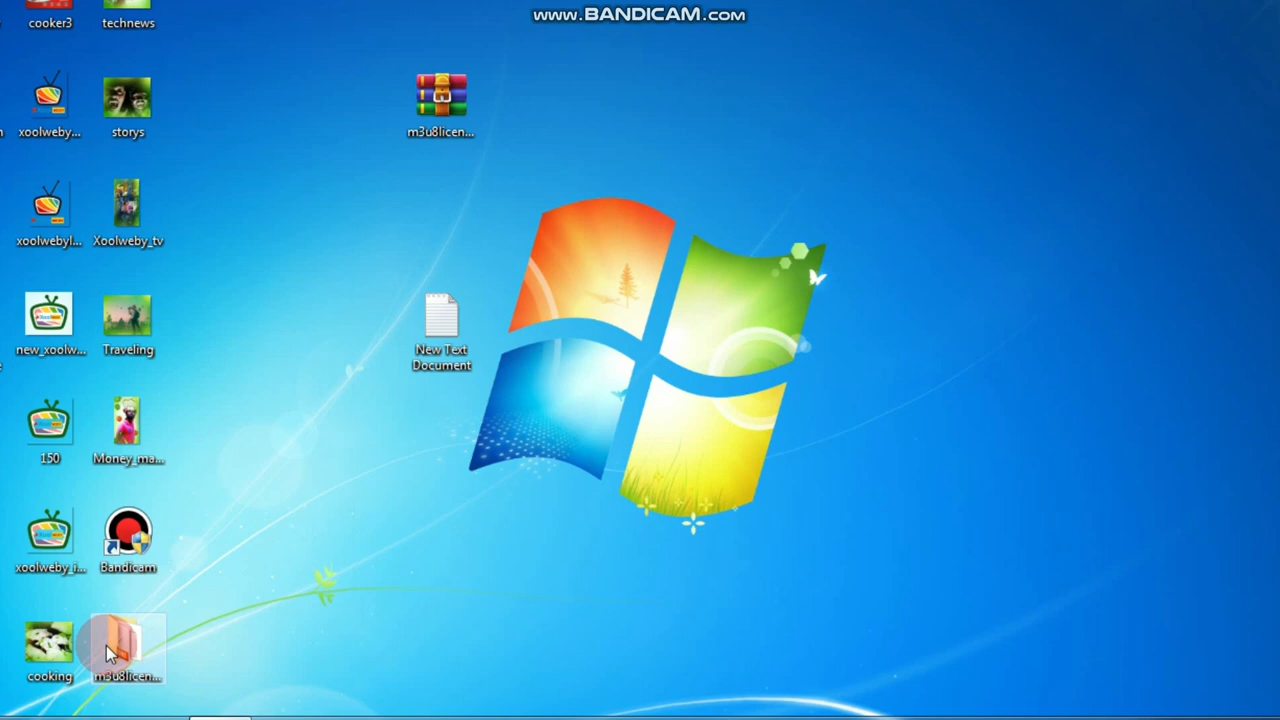 www.BANDICAM.com
cooker3
technews
m3u8licen...
xoolweby...
storys
xoolwebyl...
Xoolweby_tv
new_xoolw...
Traveling
New Text
Document
150
Money_ma...
xoolweby_i...
Bandicam
cooking
m3u8licen...